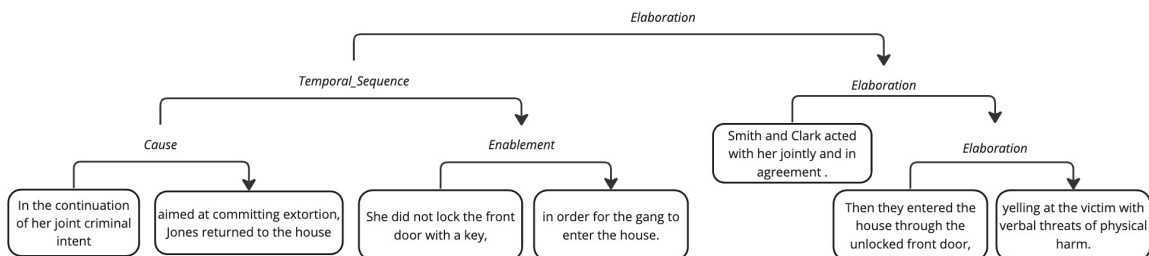 Elaboration
Temporal_Sequence
Elaboration
Cause
Enablement
Smith and Clark acted
with her jointly and in
agreement .
Elaboration
In the continuation
of her joint criminal
intent
aimed at committing extortion,
Jones returned to the house
She did not lock the front
door with a key,
in order for the gang to
enter the house.
Then they entered the
house through the
unlocked front door,
yelling at the victim with
verbal threats of physical
harm.